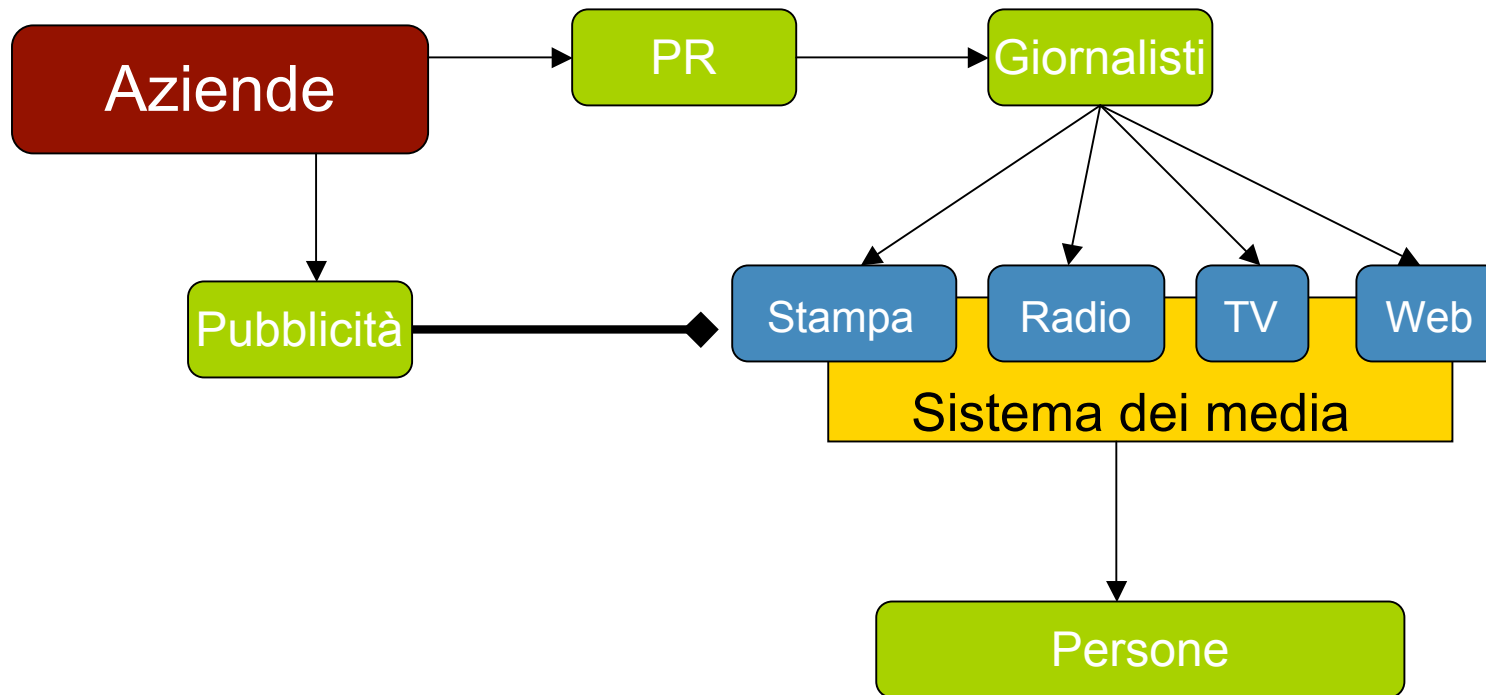 Aziende
PR
Giornalisti
Pubblicità
Stampa
Radio
TV
Web
Sistema dei media
Persone